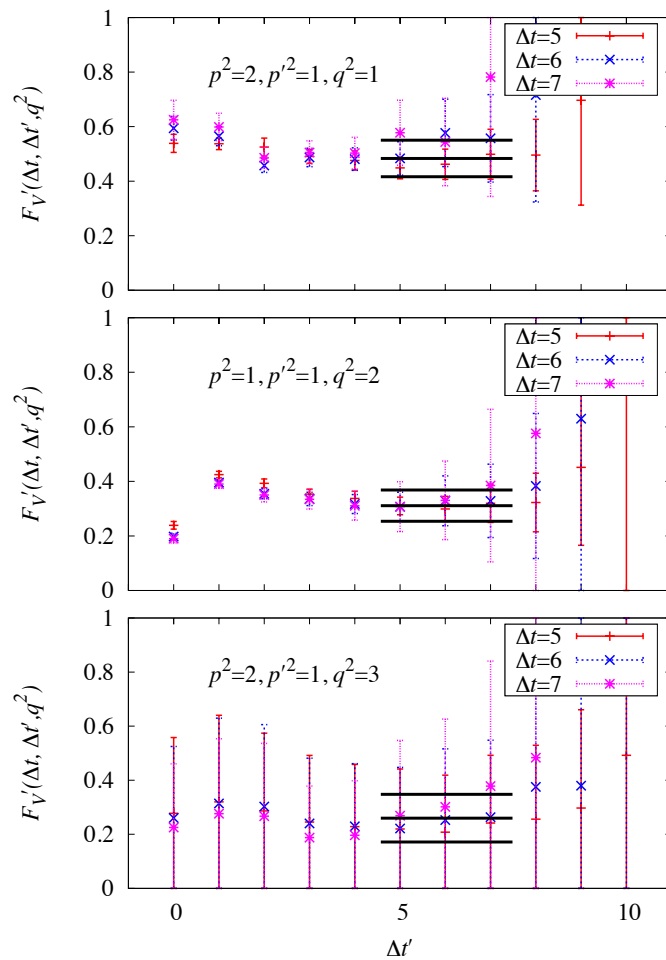 1
0.8
0.6
0.4
0.2
0
F_V'(Δt, Δt′,q²)
p²=2, p′²=1, q²=1
Δt=5
Δt=6
Δt=7
1
0.8
0.6
0.4
0.2
0
F_V'(Δt, Δt′,q²)
p²=1, p′²=1, q²=2
Δt=5
Δt=6
Δt=7
1
0.8
0.6
0.4
0.2
0
F_V'(Δt, Δt′,q²)
p²=2, p′²=1, q²=3
Δt=5
Δt=6
Δt=7
0 5 10
Δt′